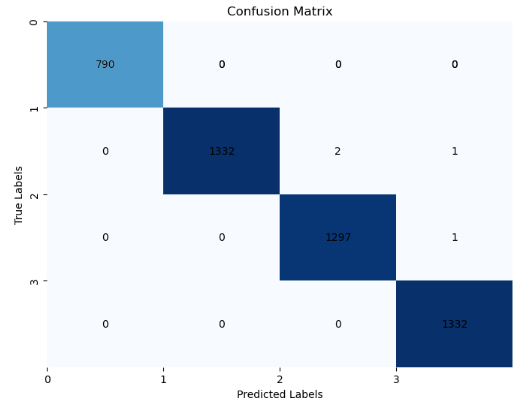 Confusion Matrix
0
790 0 0 0
1
0 1332 2 1
True Labels
2
0 0 1297 1
3
0 0 0 1332
0 1 2 3
Predicted Labels